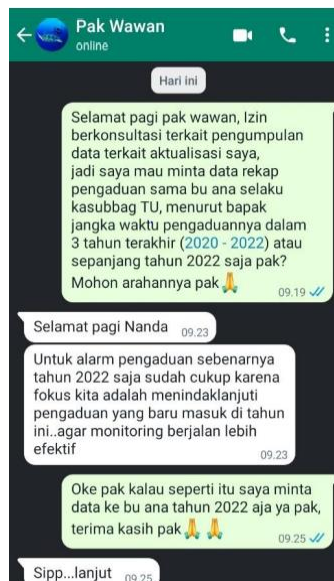 Pak Wawan
online
Hari ini
Selamat pagi pak wawan, Izin
berkonsultasi terkait pengumpulan
data terkait aktualisasi saya,
jadi saya mau minta data rekap
pengaduan sama bu ana selaku
kasubbag TU, menurut bapak
jangka waktu pengaduannya dalam
3 tahun terakhir (2020 - 2022) atau
sepanjang tahun 2022 saja pak?
Mohon arahannya pak🙏
09.19
Selamat pagi Nanda 09.23
Untuk alarm pengaduan sebenarnya
tahun 2022 saja sudah cukup karena
fokus kita adalah menindaklanjuti
pengaduan yang baru masuk di tahun
ini..agar monitoring berjalan lebih
efektif
09.23
Oke pak kalau seperti itu saya minta
data ke bu ana tahun 2022 aja ya pak,
terima kasih pak🙏🙏
09.25
Sipp...lanjut 09.25